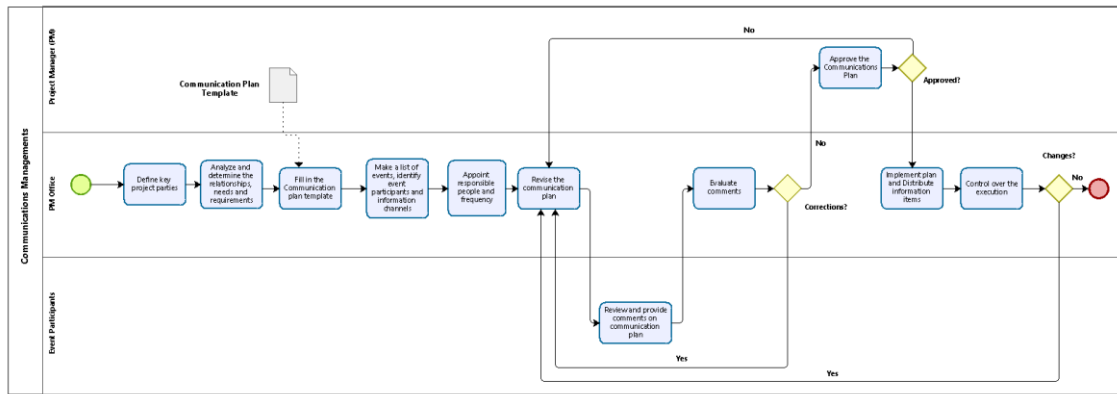 Communications Managements
Project Manager (PM)
PM Office
Event Participants
Communication Plan
Template
No
Approve the
Communications
Plan
Approved?
Define key
project parties
Analyze and
determine the
relationships,
needs and
requirements
Fill in the
Communication
plan template
Make a list of
events, identify
event
participants and
information
channels
Appoint
responsible
people and
frequency
Revise the
communication
plan
Evaluate
comments
No
Corrections?
Implement plan
and Distribute
information
items
Control over the
execution
Changes?
No
Review and provide
comments on
communication
plan
Yes
Yes